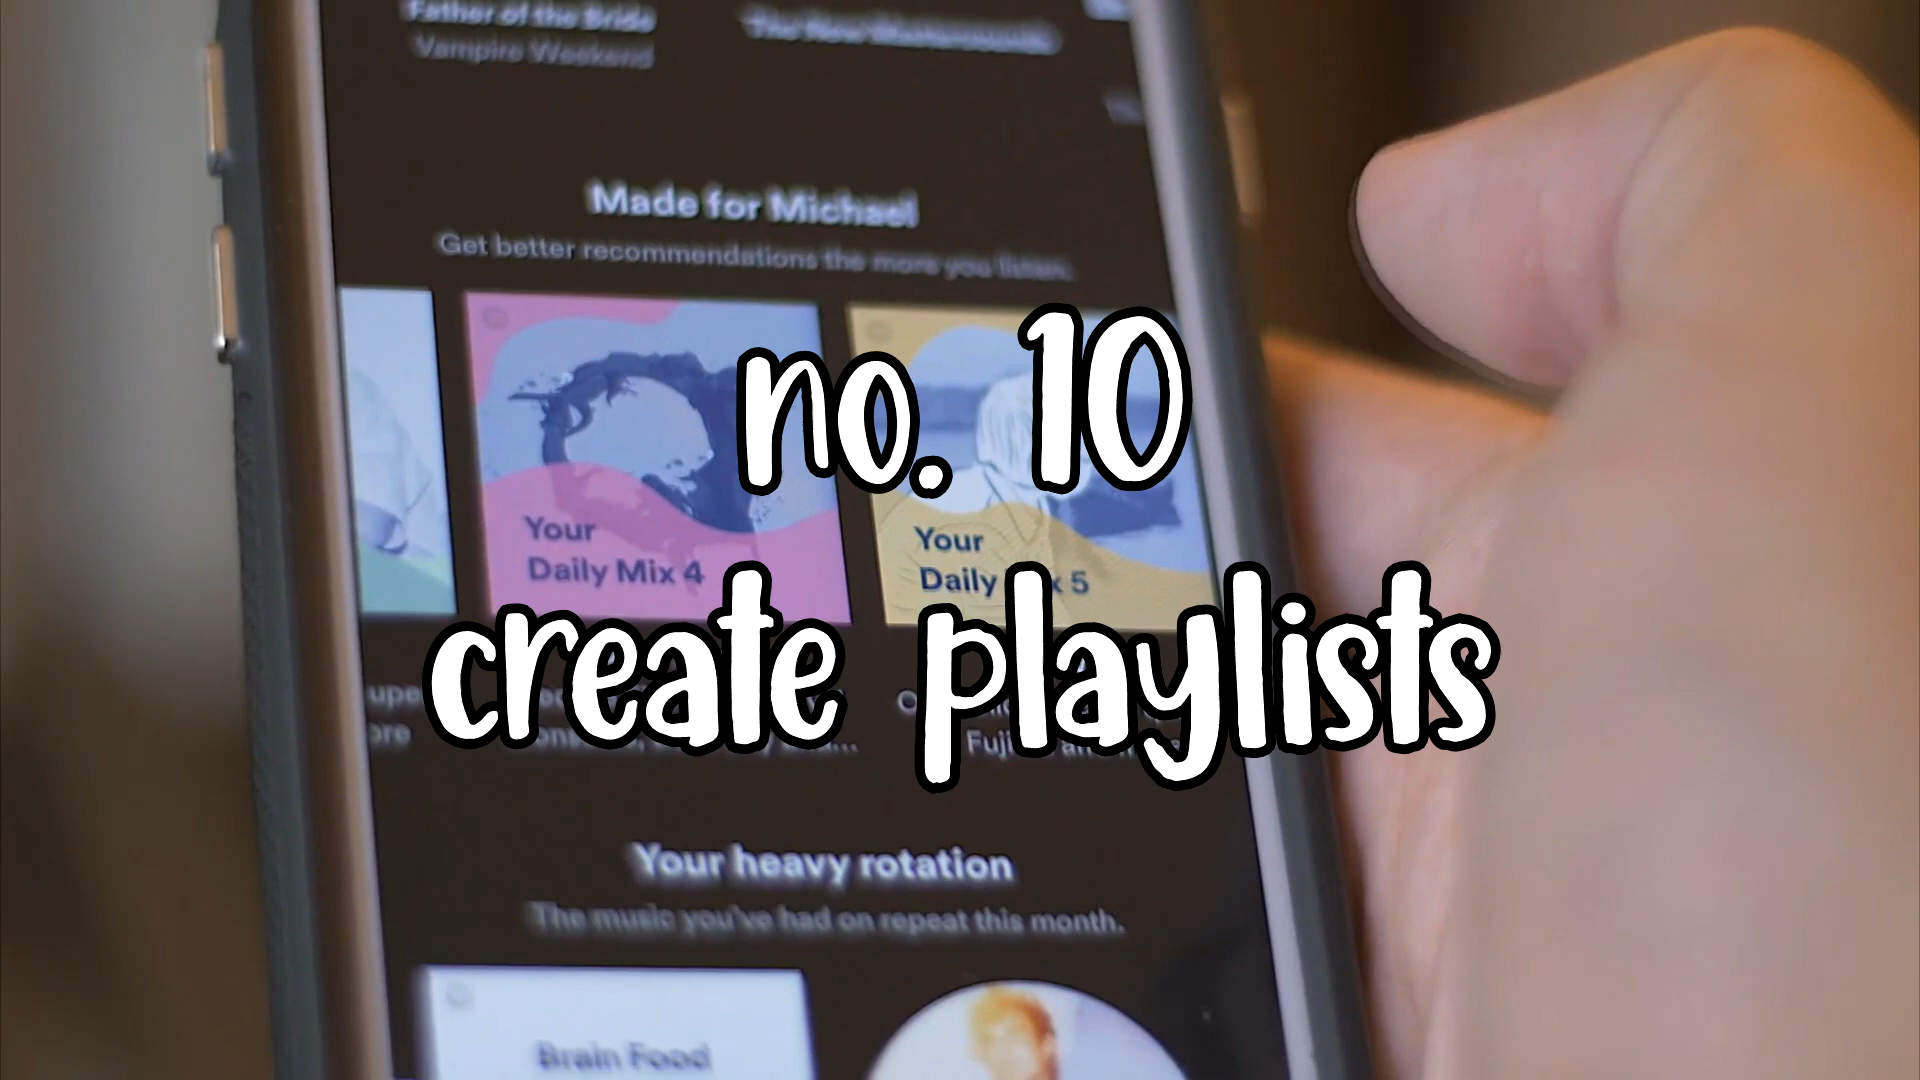 Father of the Bride
Vampire Weekend
Made for Michael
Get better recommendations the more you listen.
no. 10
Your
Daily Mix 4
Your
Daily x 5
create playlists
upe
ore
Fuji
Your heavy rotation
The music you've had on repeat this month.
Brain Food